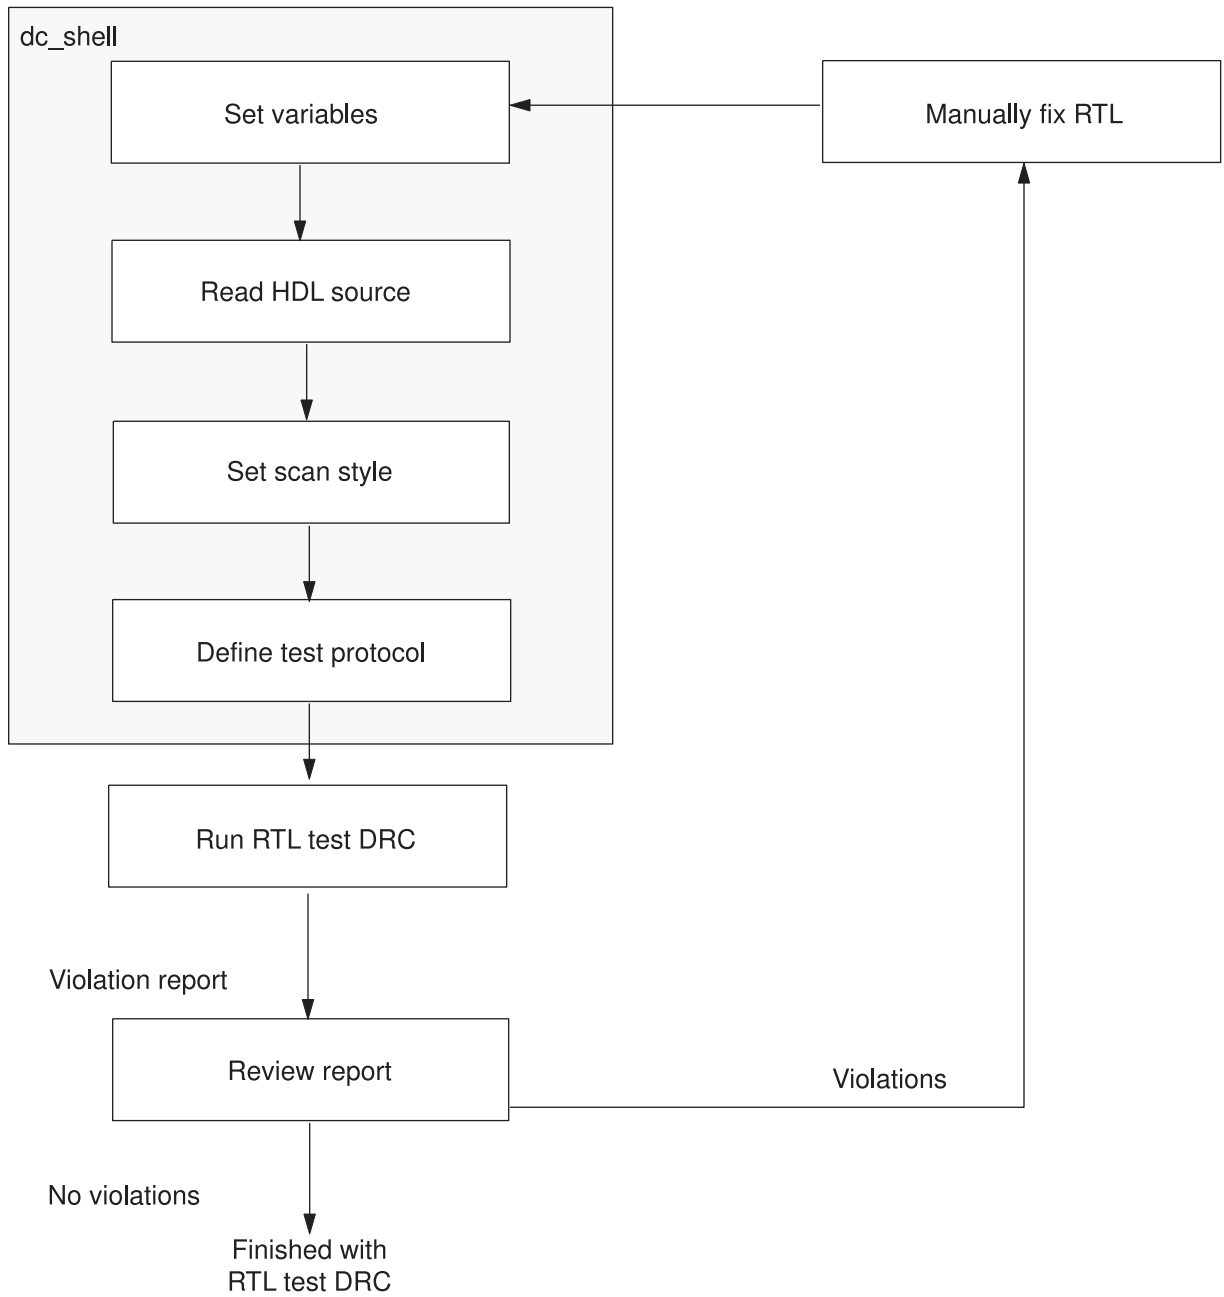 dc_shell
Set variables
Manually fix RTL
Read HDL source
Set scan style
Define test protocol
Run RTL test DRC
Violation report
Review report
Violations
No violations
Finished with
RTL test DRC